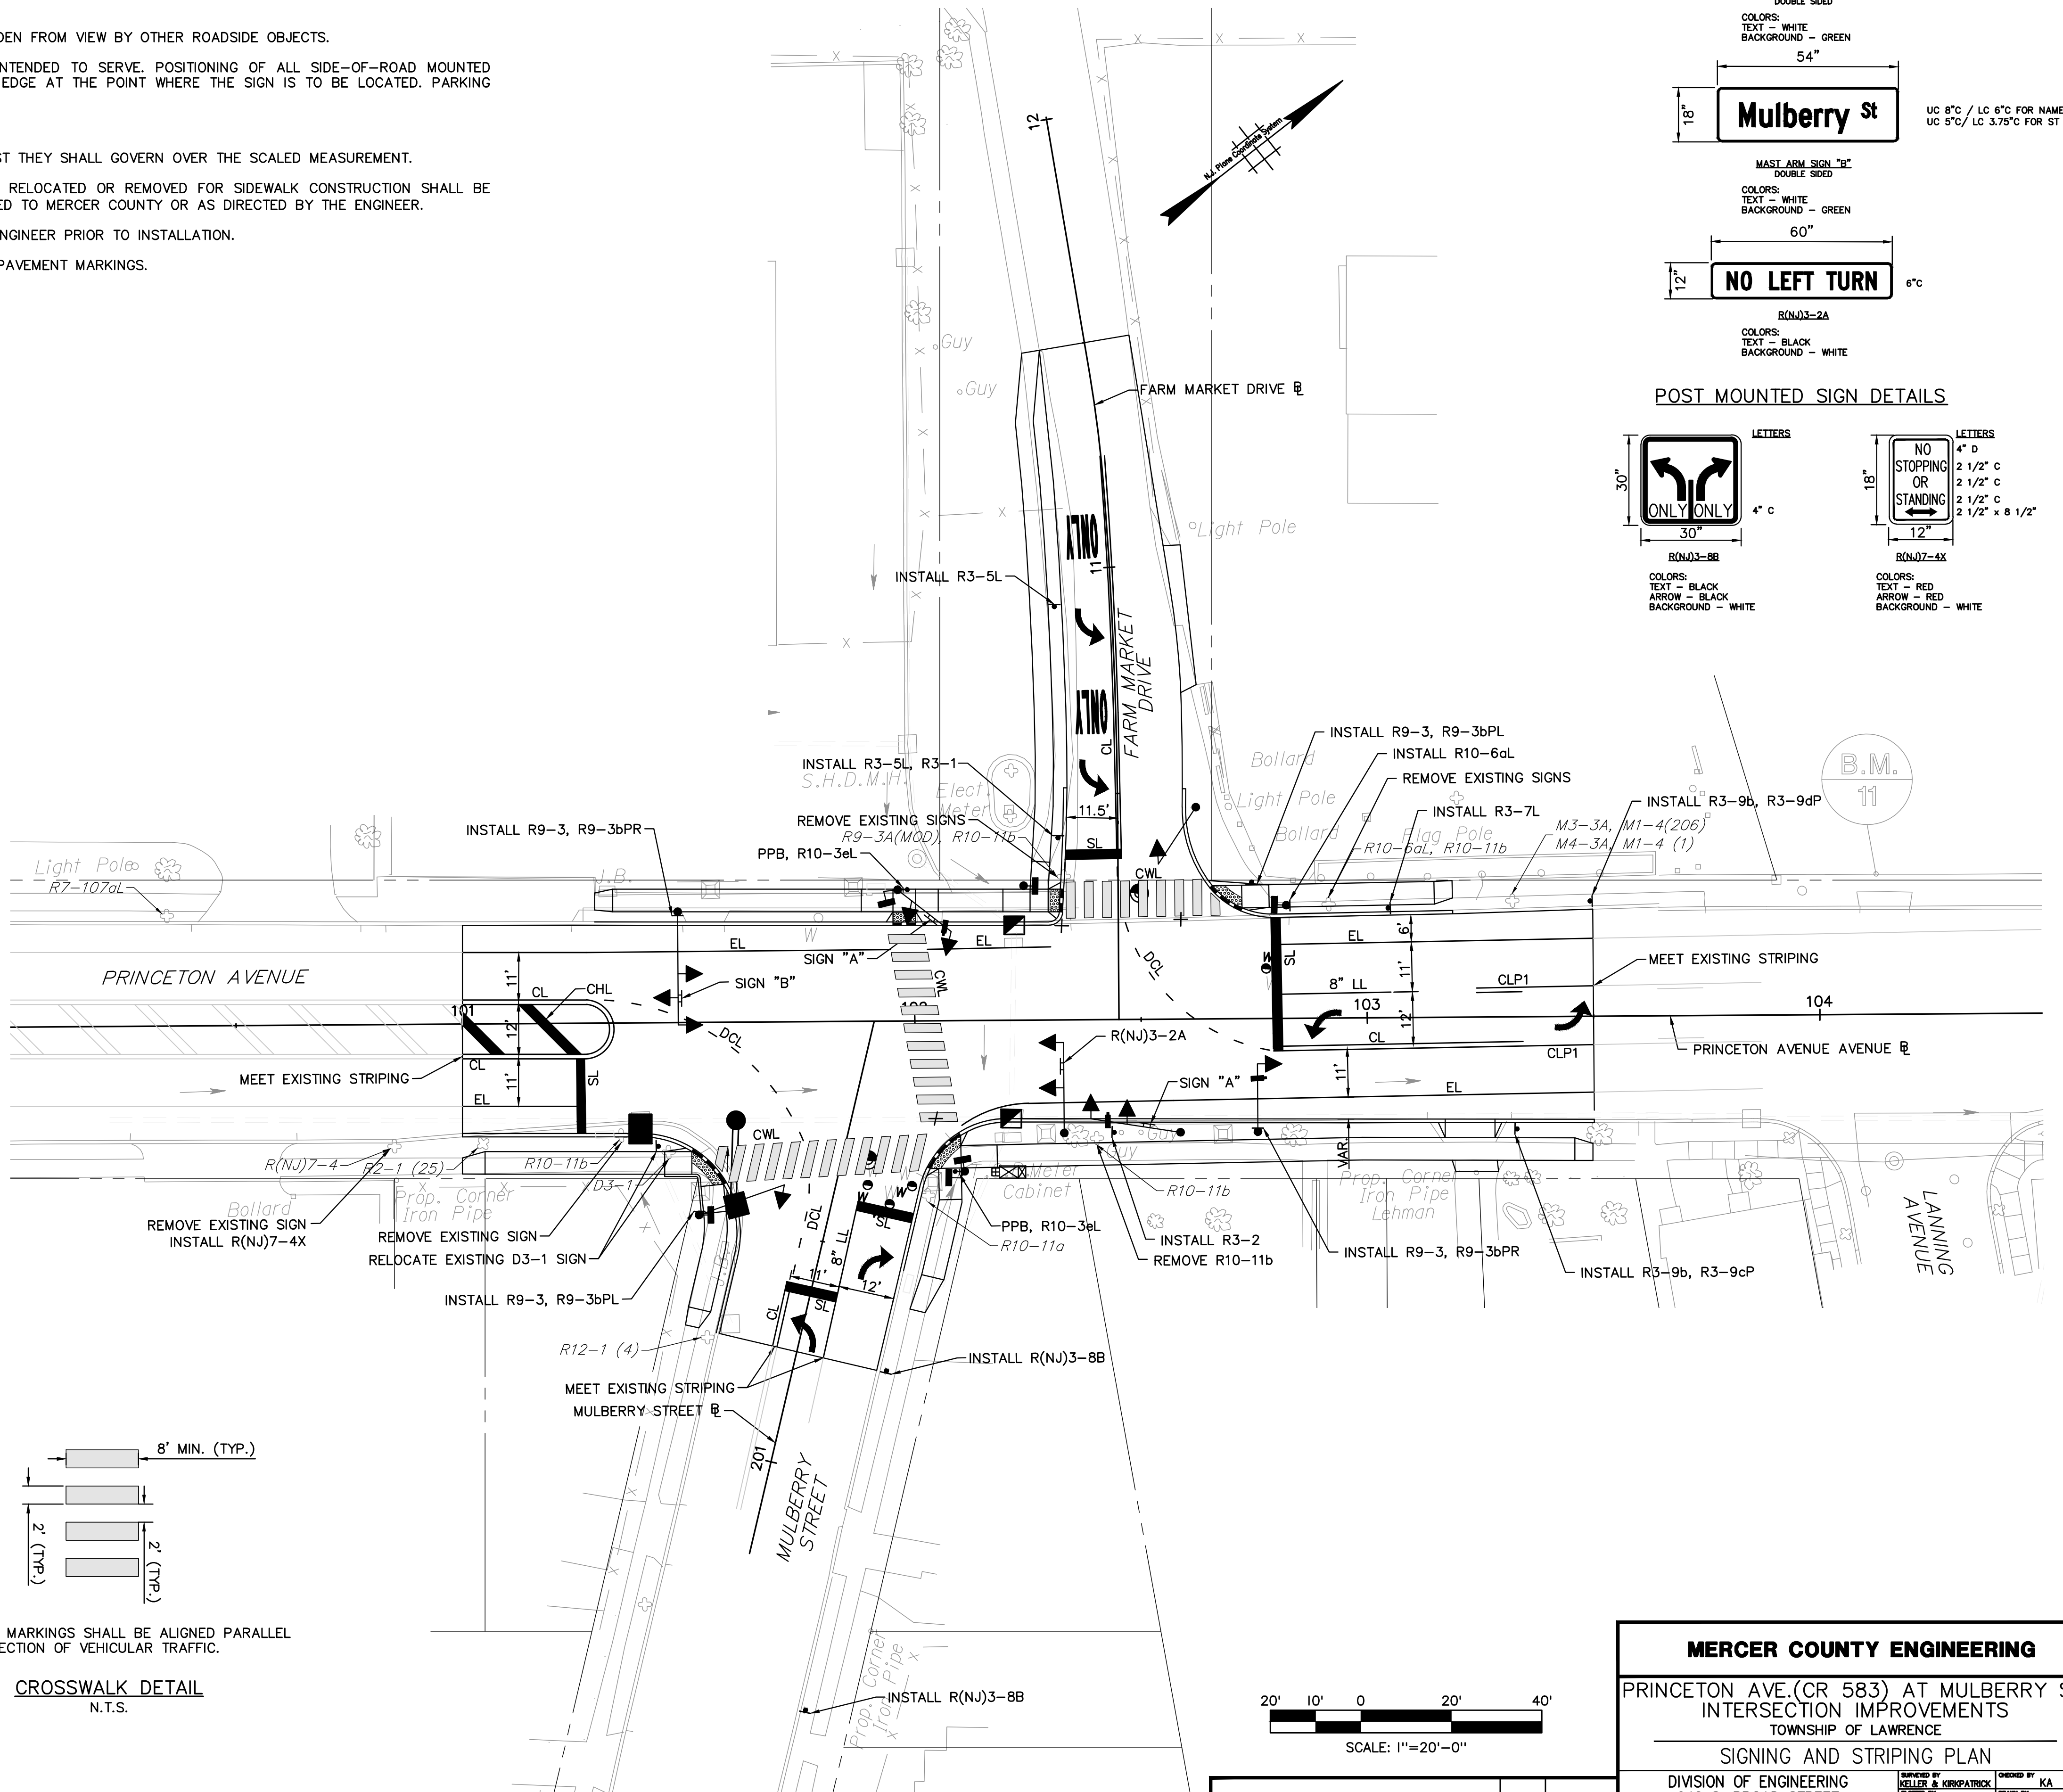 DEN FROM VIEW BY OTHER ROADSIDE OBJECTS.
NTENDED TO SERVE. POSITIONING OF ALL SIDE-OF-ROAD MOUNTED
EDGE AT THE POINT WHERE THE SIGN IS TO BE LOCATED. PARKING
ST THEY SHALL GOVERN OVER THE SCALED MEASUREMENT.
RELOCATED OR REMOVED FOR SIDEWALK CONSTRUCTION SHALL BE
ED TO MERCER COUNTY OR AS DIRECTED BY THE ENGINEER.
NGINEER PRIOR TO INSTALLATION.
PAVEMENT MARKINGS.
DOUBLE SIDED
COLORS:
TEXT - WHITE
BACKGROUND - GREEN
54"
18"
Mulberry St
UC 8"C / LC 6"C FOR NAME
UC 5"C/ LC 3.75"C FOR ST
MAST ARM SIGN "B"
DOUBLE SIDED
COLORS:
TEXT - WHITE
BACKGROUND - GREEN
60"
12"
NO LEFT TURN
6"C
R(NJ)3-2A
COLORS:
TEXT - BLACK
BACKGROUND - WHITE
POST MOUNTED SIGN DETAILS
LETTERS
30"
ONLY ONLY
4" C
30"
R(NJ)3-8B
COLORS:
TEXT - BLACK
ARROW - BLACK
BACKGROUND - WHITE
LETTERS
18"
NO
4" D
STOPPING
2 1/2" C
OR
2 1/2" C
STANDING
2 1/2" C
2 1/2" x 8 1/2"
12"
R(NJ)7-4X
COLORS:
TEXT - RED
ARROW - RED
BACKGROUND - WHITE
N.J. Plane Coordinate System
12
Guy
Guy
FARM MARKET DRIVE BL
Light Pole
ONLY
11
INSTALL R3-5L
FARM MARKET
DRIVE
ONLY
CL
INSTALL R9-3, R9-3bPL
INSTALL R10-6aL
REMOVE EXISTING SIGNS
INSTALL R3-7L
INSTALL R3-9b, R3-9dP
Bollard
Light Pole
Bollard
Flag Pole
R10-6aL, R10-11b
M3-3A, M1-4(206)
M4-3A, M1-4 (1)
B.M.
11
INSTALL R3-5L, R3-1
S.H.D.M.H.
Elect.
Meter
11.5'
REMOVE EXISTING SIGNS
R9-3A(MOD), R10-11b
INSTALL R9-3, R9-3bPR
PPB, R10-3eL
SL
CWL
Light Pole
R7-107aL
J.B.
W
EL
EL
SIGN "A"
CWL
DCL
W
SL
EL
6'
11'
8" LL
CLP1
MEET EXISTING STRIPING
PRINCETON AVENUE
11'
CL
CHL
SIGN "B"
101
12'
103
104
12'
DCL
R(NJ)3-2A
CL
CLP1
PRINCETON AVENUE AVENUE BL
MEET EXISTING STRIPING
CL
11'
SL
EL
SIGN "A"
11'
EL
CWL
R(NJ)7-4
R2-1 (25)
R10-11b
D3-1
Bollard
Prop. Corner
Iron Pipe
REMOVE EXISTING SIGN
INSTALL R(NJ)7-4X
REMOVE EXISTING SIGN
RELOCATE EXISTING D3-1 SIGN
INSTALL R9-3, R9-3bPL
J.B.
W
W
W
SL
DCL
8" LL
11'
12'
CL
SL
Guy
Guy
Meter
Cabinet
R10-11b
PPB, R10-3eL
R10-11a
INSTALL R3-2
REMOVE R10-11b
VAR.
Prop. Corner
Iron Pipe
Lehman
INSTALL R9-3, R9-3bPR
INSTALL R3-9b, R3-9cP
LANNING
AVENUE
R12-1 (4)
INSTALL R(NJ)3-8B
MEET EXISTING STRIPING
MULBERRY STREET BL
201
MULBERRY
STREET
8' MIN. (TYP.)
2' (TYP.)
2' (TYP.)
MARKINGS SHALL BE ALIGNED PARALLEL
ECTION OF VEHICULAR TRAFFIC.
CROSSWALK DETAIL
N.T.S.
Prop. Corner
Iron Pipe
INSTALL R(NJ)3-8B
20' 10' 0 20' 40'
SCALE: 1"=20'-0"
MERCER COUNTY ENGINEERING
PRINCETON AVE.(CR 583) AT MULBERRY S
INTERSECTION IMPROVEMENTS
TOWNSHIP OF LAWRENCE
SIGNING AND STRIPING PLAN
DIVISION OF ENGINEERING
SURVEYED BY
KELLER & KIRKPATRICK
CHECKED BY
KA